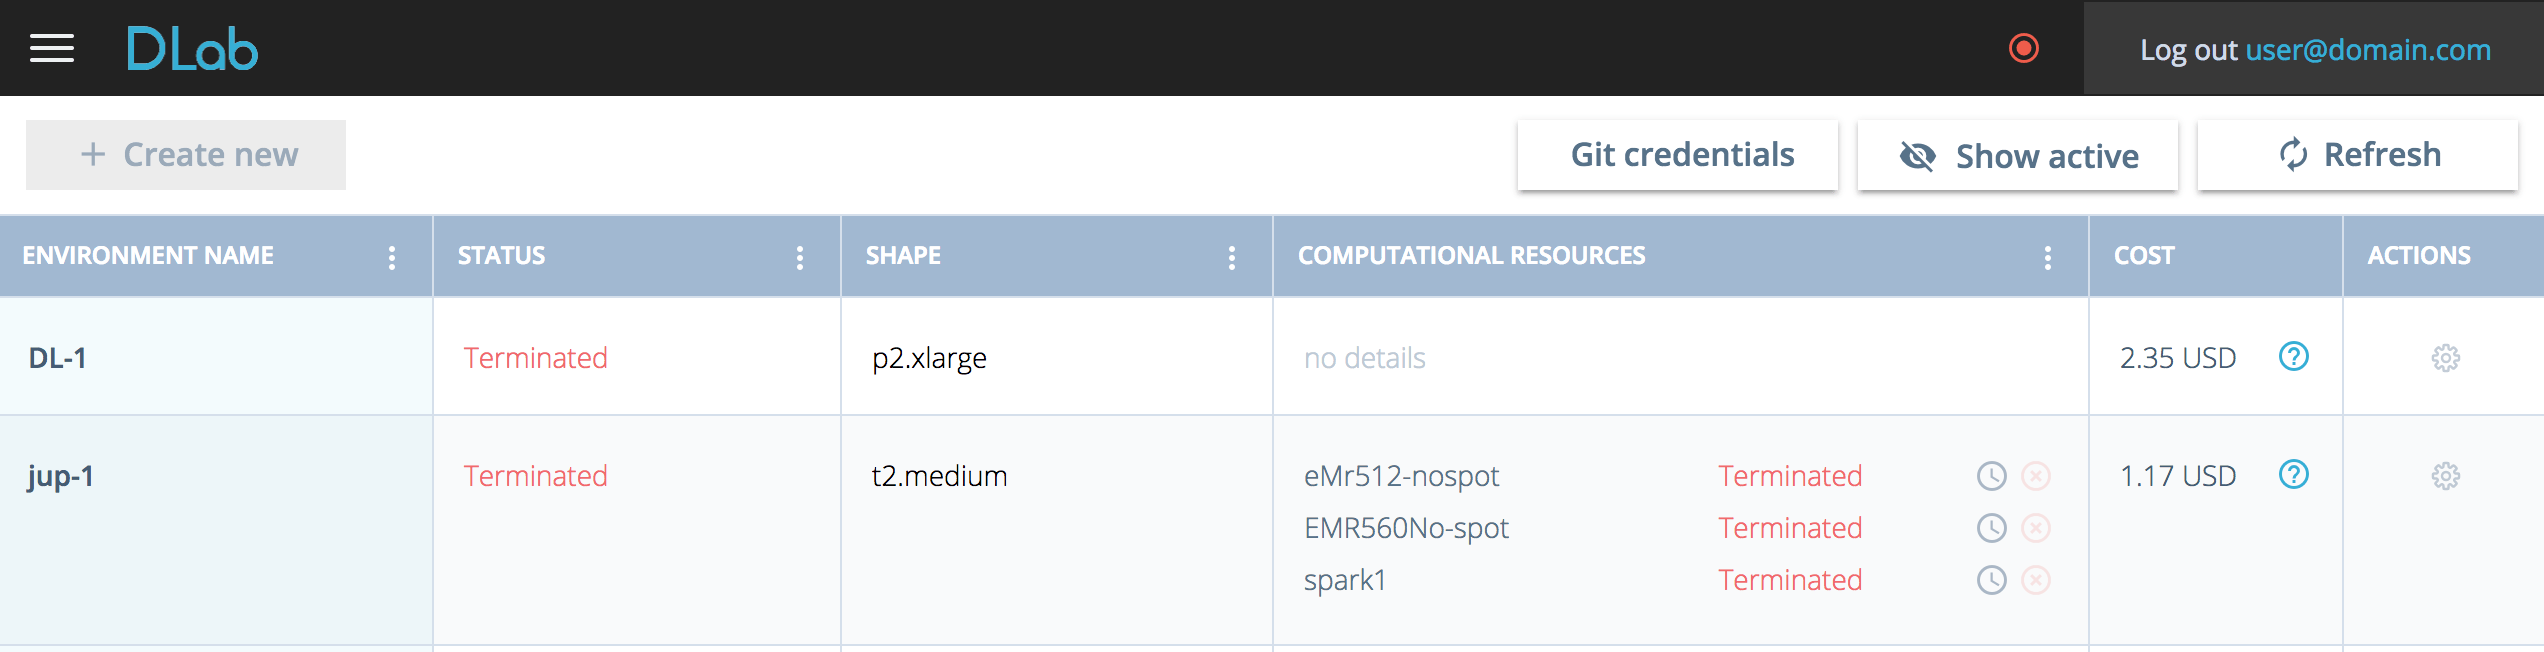 DLab
Log out user@domain.com
+ Create new
Git credentials
Show active
Refresh
ENVIRONMENT NAME STATUS SHAPE COMPUTATIONAL RESOURCES COST ACTIONS
DL-1 Terminated p2.xlarge no details 2.35 USD ?
jup-1 Terminated t2.medium eMr512-nospot Terminated 1.17 USD ?
EMR560No-spot Terminated
spark1 Terminated